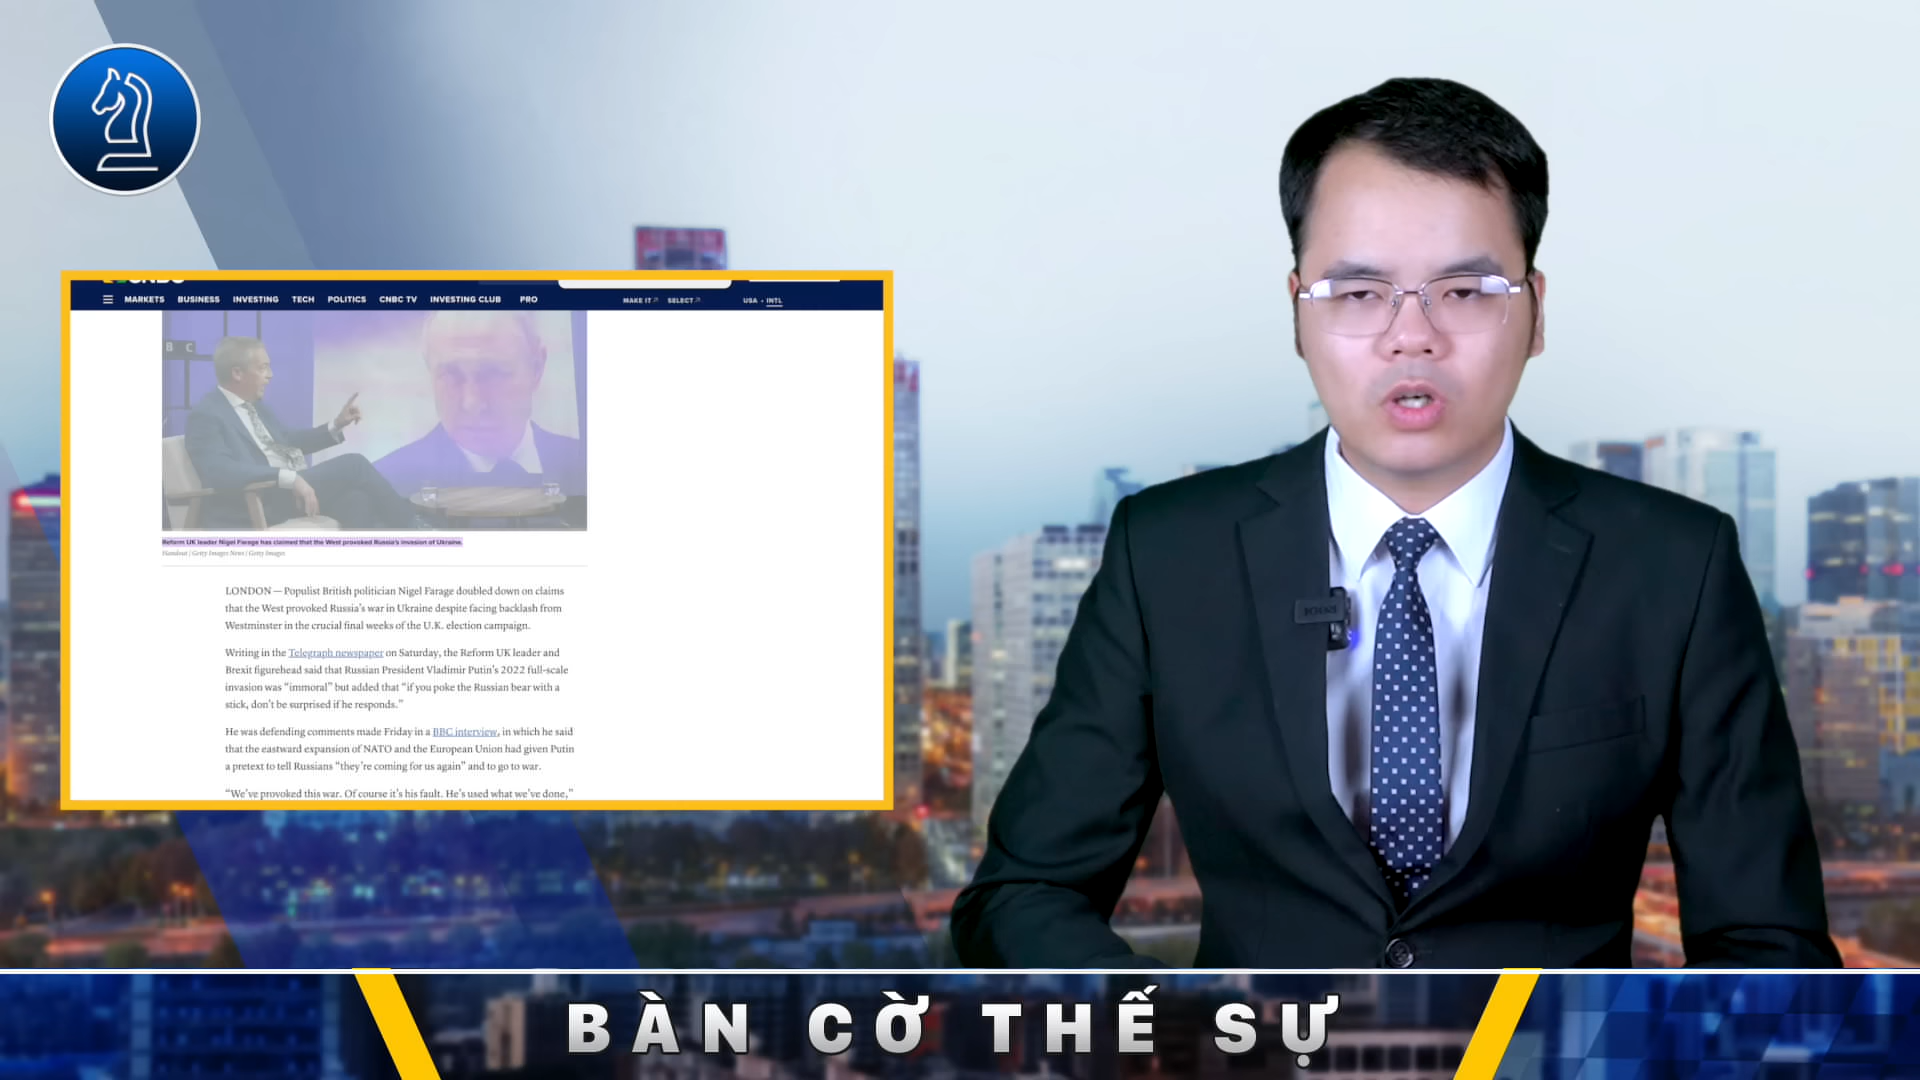 MARKETS BUSINESS INVESTING TECH POLITICS CNBC TV INVESTING CLUB PRO MAKE IT SELECT USA • INTL
B C
Reform UK leader Nigel Farage has claimed that the West provoked Russia's invasion of Ukraine.
Handout | Getty Images News | Getty Images
LONDON — Populist British politician Nigel Farage doubled down on claims
that the West provoked Russia's war in Ukraine despite facing backlash from
Westminster in the crucial final weeks of the U.K. election campaign.
Writing in the Telegraph newspaper on Saturday, the Reform UK leader and
Brexit figurehead said that Russian President Vladimir Putin's 2022 full-scale
invasion was “immoral” but added that “if you poke the Russian bear with a
stick, don't be surprised if he responds.”
He was defending comments made Friday in a BBC interview, in which he said
that the eastward expansion of NATO and the European Union had given Putin
a pretext to tell Russians “they're coming for us again” and to go to war.
“We've provoked this war. Of course it's his fault. He's used what we've done,”
BÀN CỜ THẾ SỰ